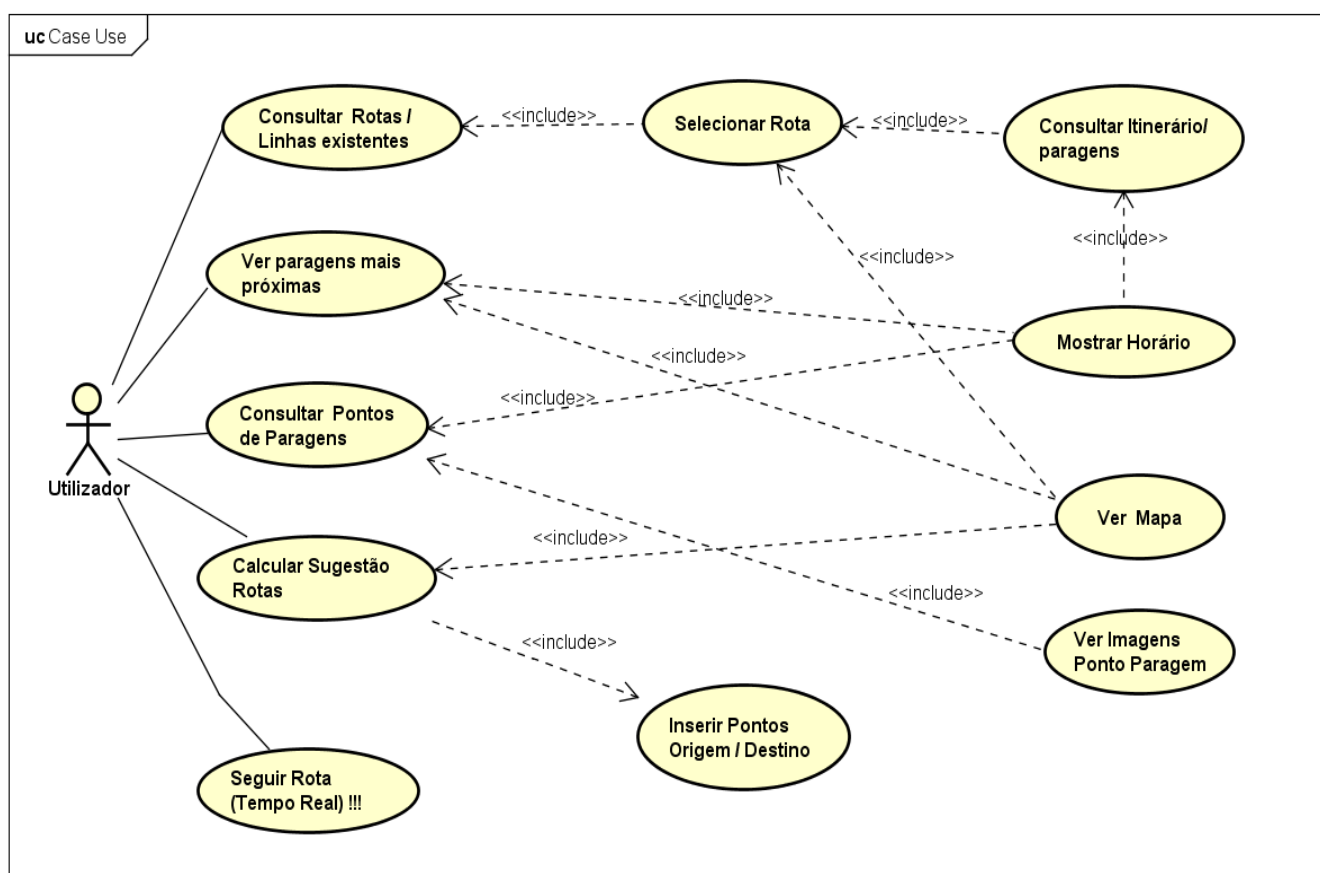 uc Case Use
Consultar Rotas /
Linhas existentes
<<include>>
Selecionar Rota
<<include>>
Consultar Itinerário/
paragens
<<include>>
<<include>>
Ver paragens mais
próximas
<<include>>
Mostrar Horário
<<include>>
Consultar Pontos
de Paragens
<<include>>
Utilizador
Ver Mapa
<<include>>
Calcular Sugestão
Rotas
<<include>>
<<include>>
Ver Imagens
Ponto Paragem
Inserir Pontos
Origem / Destino
Seguir Rota
(Tempo Real) !!!